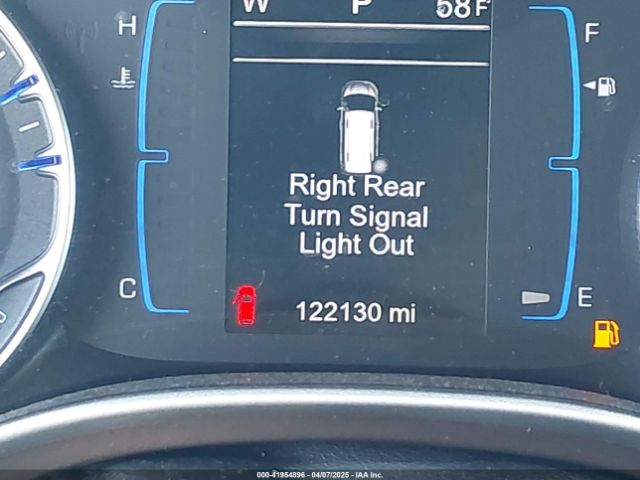 W P 58F
H
F
Right Rear
Turn Signal
Light Out
C
E
122130 mi
000-41954896 - 04/07/2025 - IAA Inc.